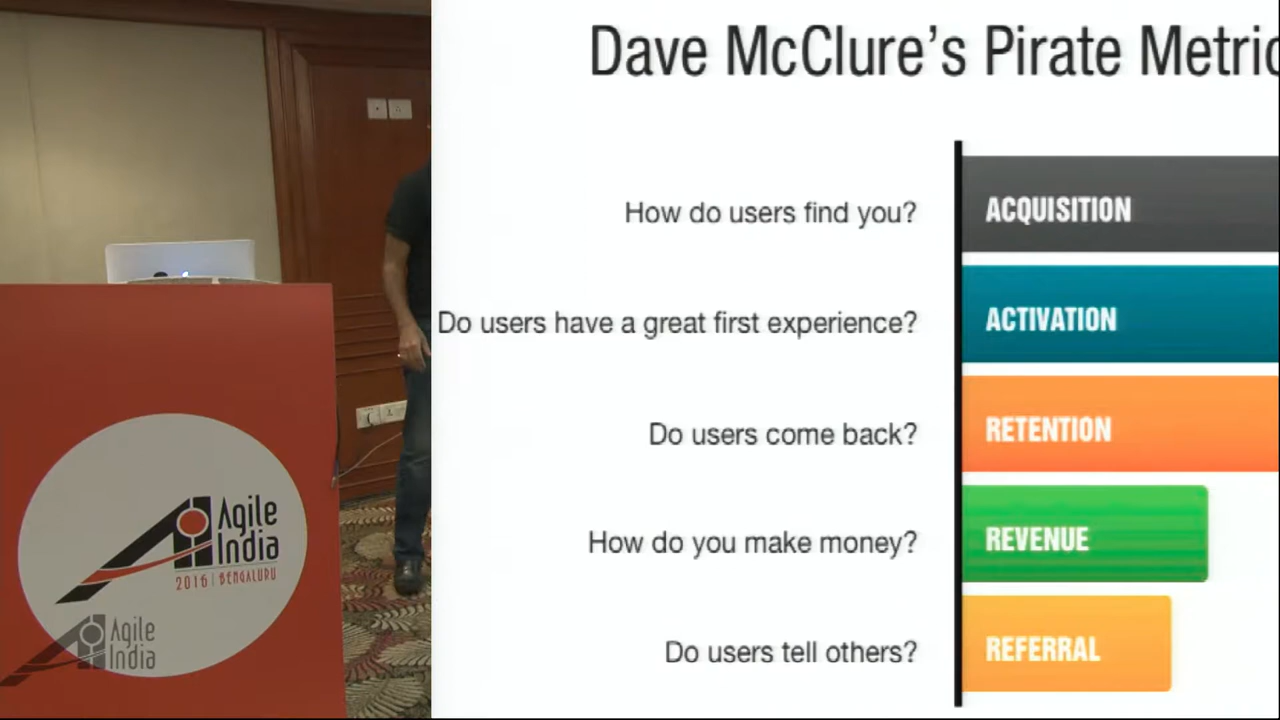 Dave McClure's Pirate Metric
How do users find you?
ACQUISITION
Do users have a great first experience?
ACTIVATION
Do users come back?
RETENTION
How do you make money?
REVENUE
Do users tell others?
REFERRAL
Agile
India
2016 | BENGALURU
Agile
India